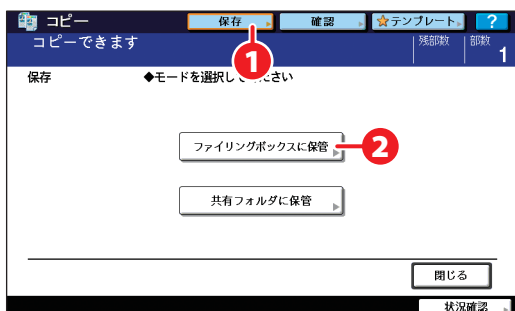 コピー 保存 確認 テンプレート ?
コピーできます 残部数 部数 1
1
保存 ◆モードを選択してください
ファイリングボックスに保管 2
共有フォルダに保管
閉じる
状況確認